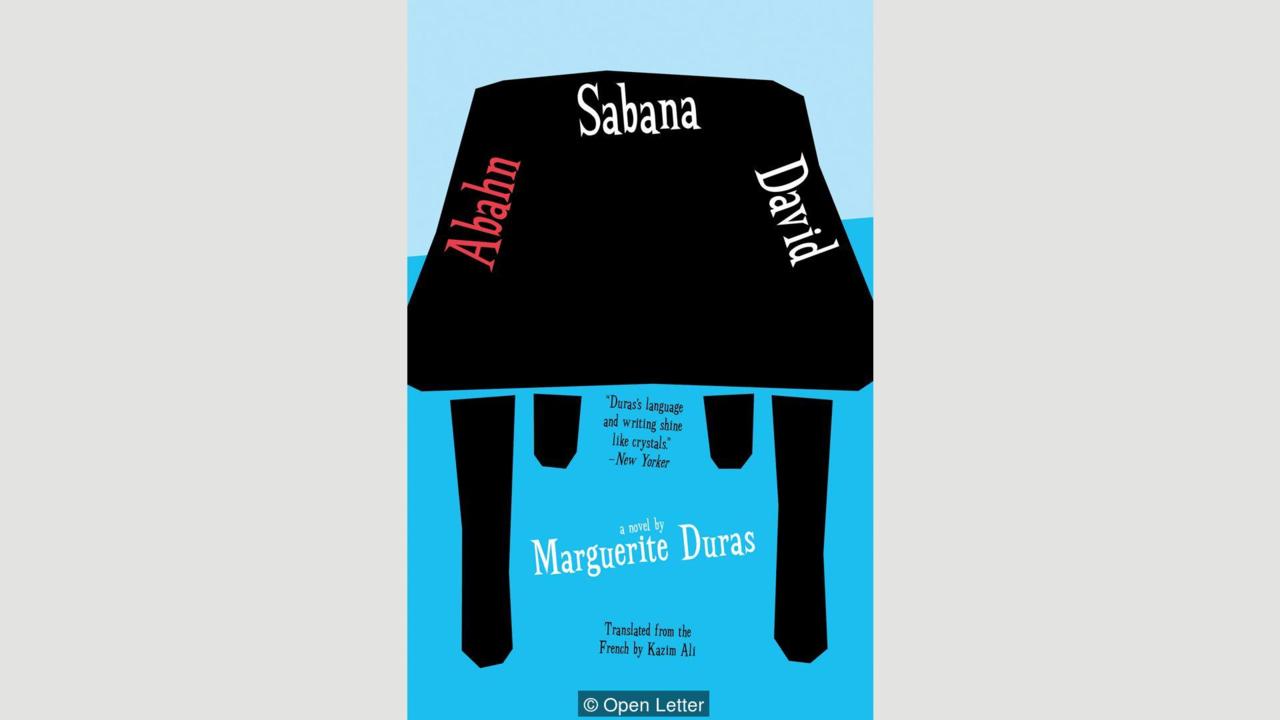 Abahn
Sabana
David
"Duras's language
and writing shine
like crystals."
–New Yorker
a novel by
Marguerite Duras
Translated from the
French by Kazim Ali
© Open Letter